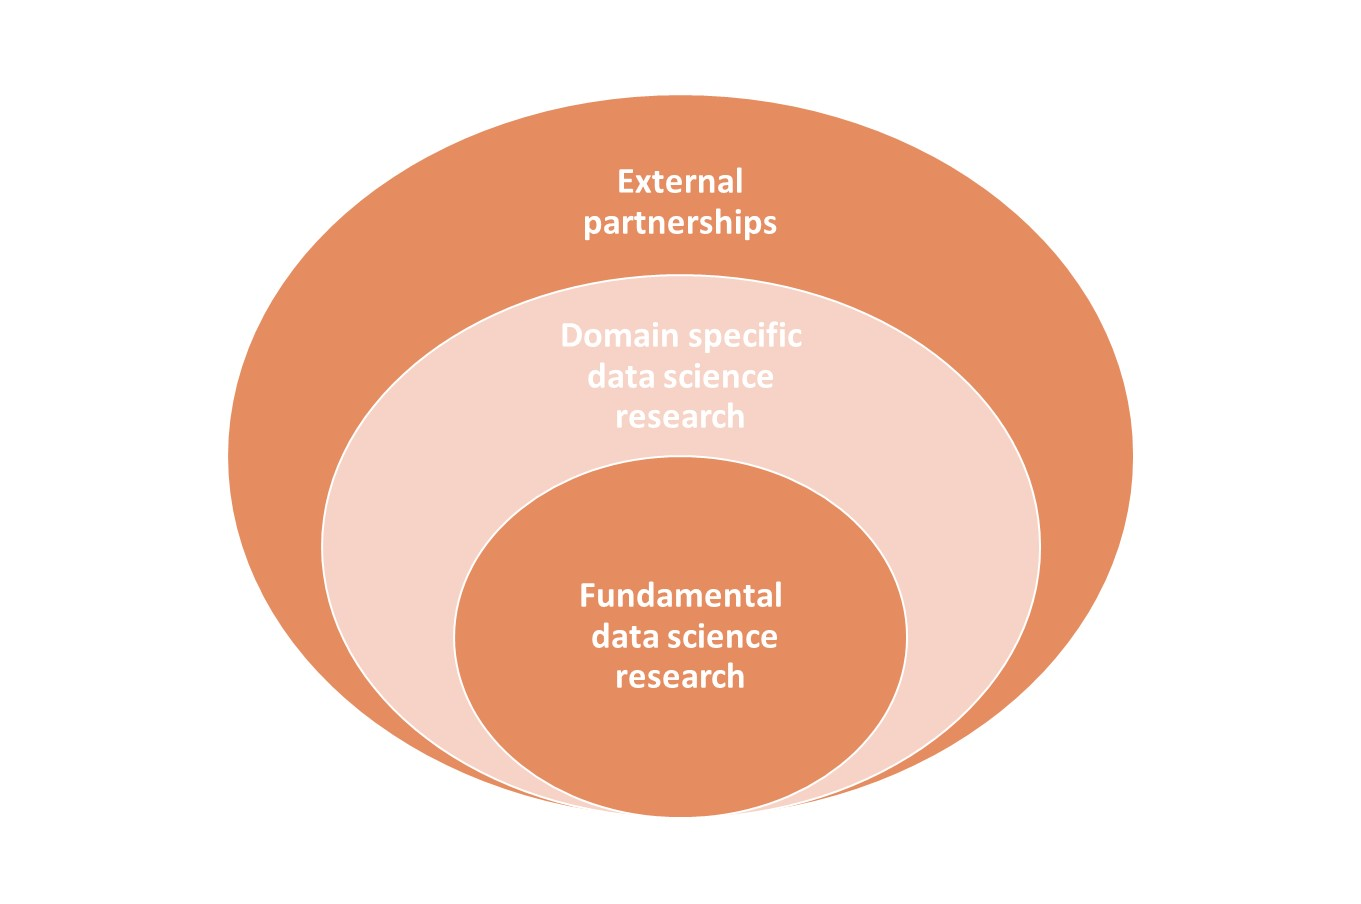 External
partnerships
Domain specific
data science
research
Fundamental
data science
research